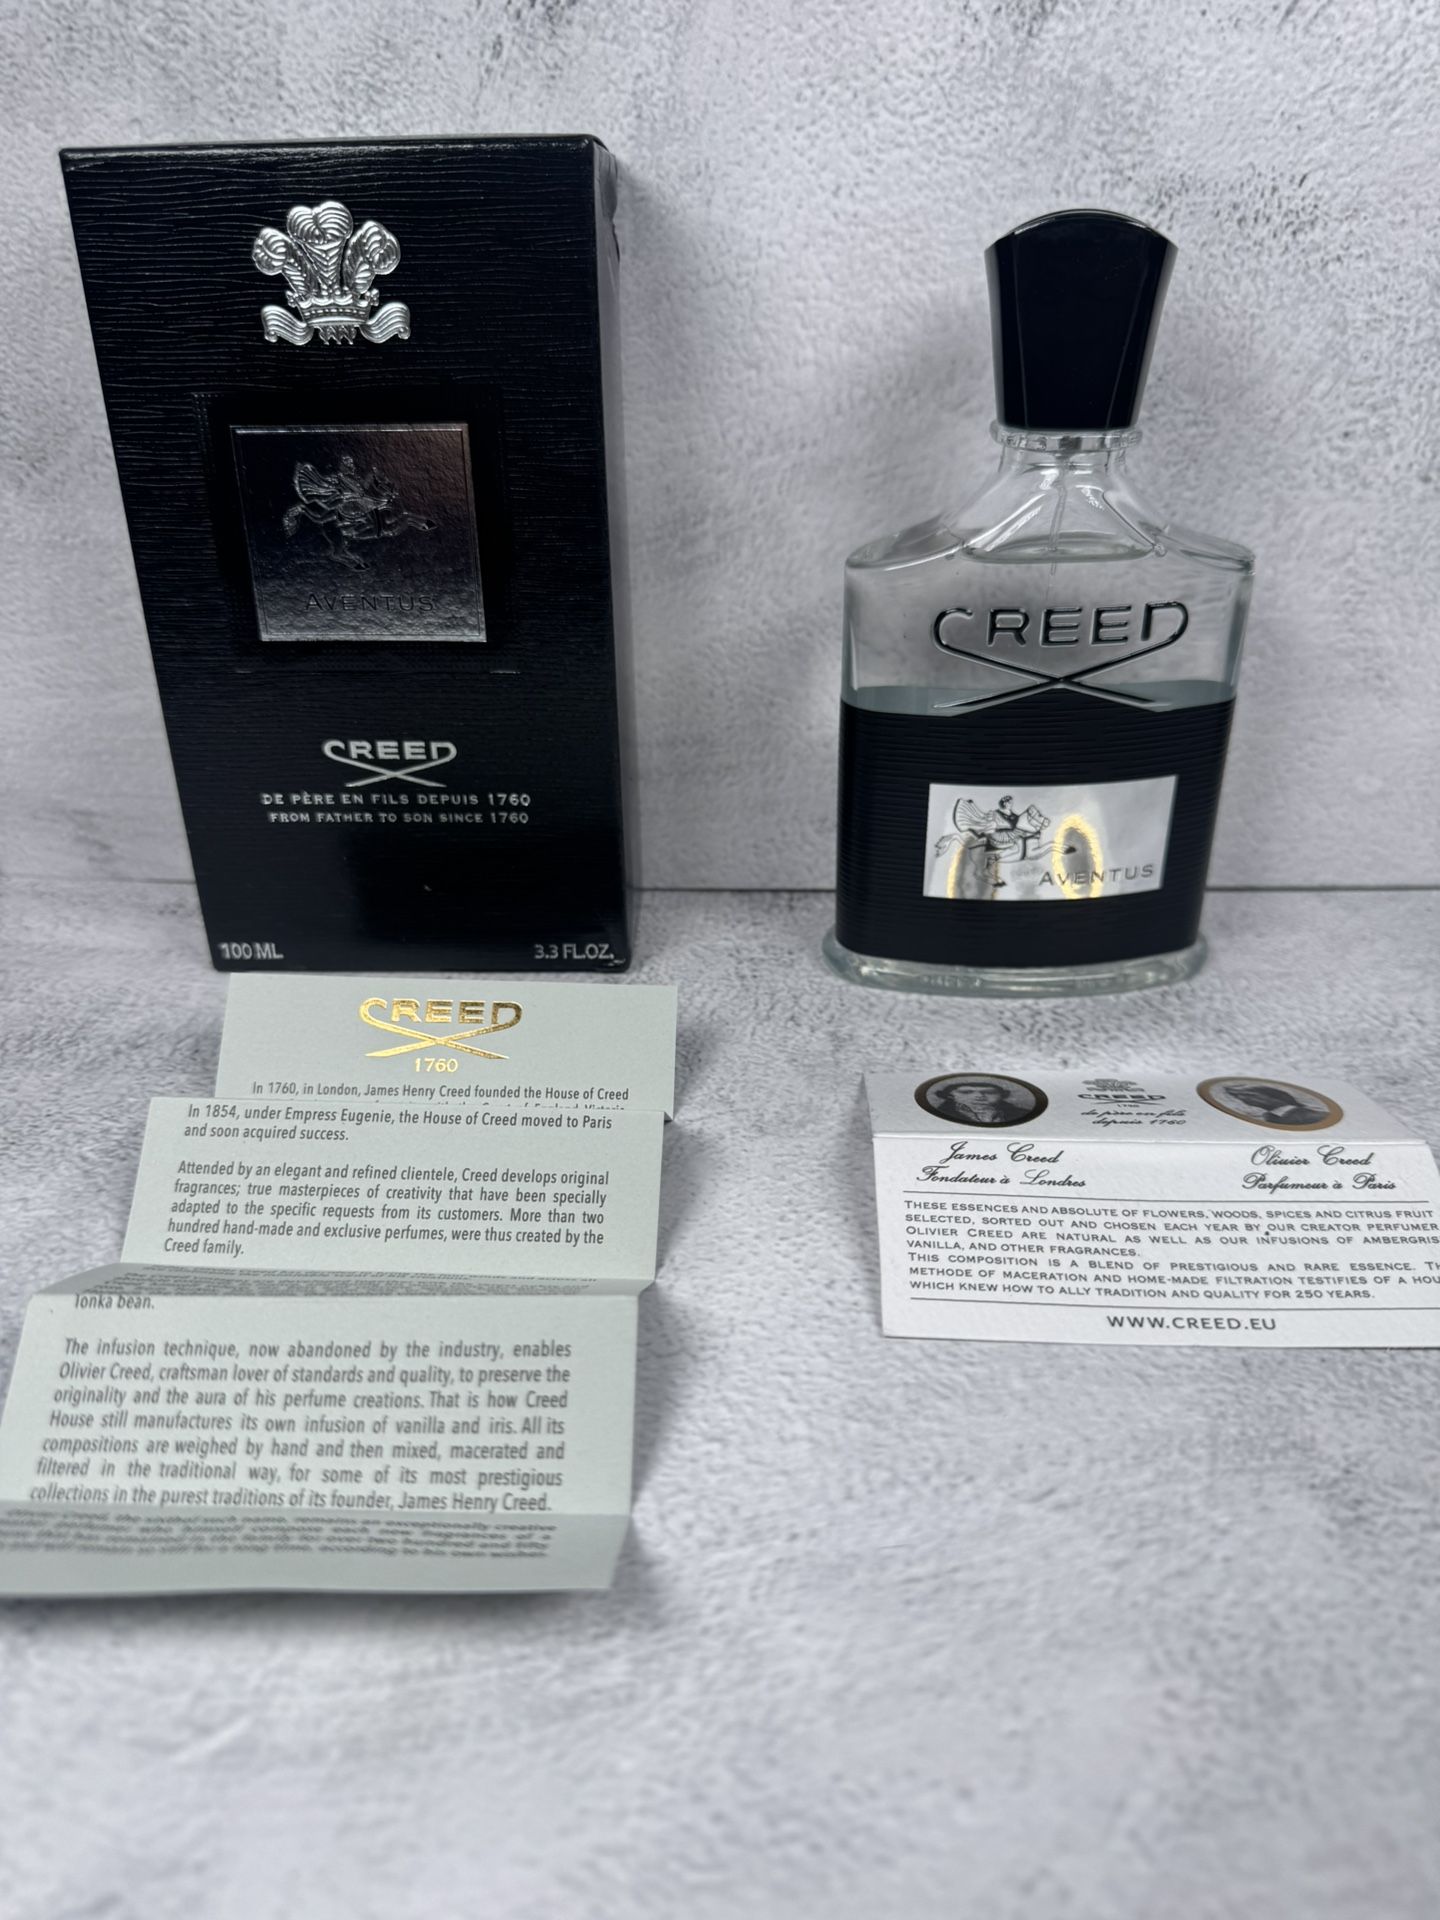 AVENTUS
CREED
DE PÈRE EN FILS DEPUIS 1760
FROM FATHER TO SON SINCE 1760
100 ML
3.3 FL.OZ.
CREED
AVENTUS
CREED
1760
In 1760, in London, James Henry Creed founded the House of Creed
In 1854, under Empress Eugenie, the House of Creed moved to Paris
and soon acquired success.
Attended by an elegant and refined clientele, Creed develops original
fragrances; true masterpieces of creativity that have been specially
adapted to the specific requests from its customers. More than two
hundred hand-made and exclusive perfumes, were thus created by the
Creed family.
Tonka bean.
The infusion technique, now abandoned by the industry, enables
Olivier Creed, craftsman lover of standards and quality, to preserve the
originality and the aura of his perfume creations. That is how Creed
House still manufactures its own infusion of vanilla and iris. All its
compositions are weighed by hand and then mixed, macerated and
filtered in the traditional way, for some of its most prestigious
collections in the purest traditions of its founder, James Henry Creed.
CREED
1760
de père en fils
depuis 1760
James Creed
Fondateur à Londres
Olivier Creed
Parfumeur à Paris
THESE ESSENCES AND ABSOLUTE OF FLOWERS, WOODS, SPICES AND CITRUS FRUIT
SELECTED, SORTED OUT AND CHOSEN EACH YEAR BY OUR CREATOR PERFUMER
OLIVIER CREED ARE NATURAL AS WELL AS OUR INFUSIONS OF AMBERGRIS
VANILLA, AND OTHER FRAGRANCES.
THIS COMPOSITION IS A BLEND OF PRESTIGIOUS AND RARE ESSENCE. TH
METHODE OF MACERATION AND HOME-MADE FILTRATION TESTIFIES OF A HOU
WHICH KNEW HOW TO ALLY TRADITION AND QUALITY FOR 250 YEARS.
WWW.CREED.EU